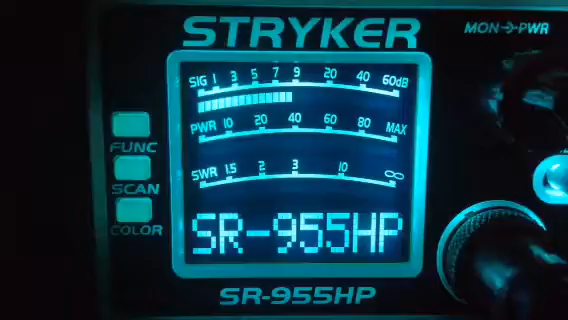 STRYKER
MON->PWR
SIG 1 3 5 7 9 20 40 60dB
PWR 10 20 40 60 80 MAX
SWR 1.5 2 3 10 ∞
FUNC
SCAN
COLOR
SR-955HP
SR-955HP